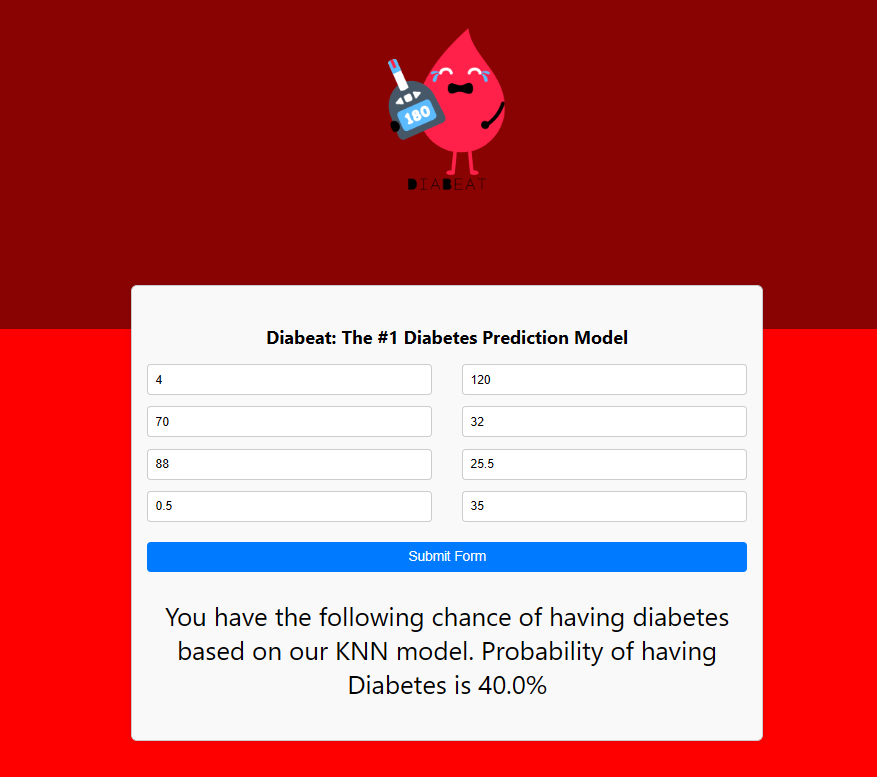 180
DIABEAT
Diabeat: The #1 Diabetes Prediction Model
4 120
70 32
88 25.5
0.5 35
Submit Form
You have the following chance of having diabetes
based on our KNN model. Probability of having
Diabetes is 40.0%